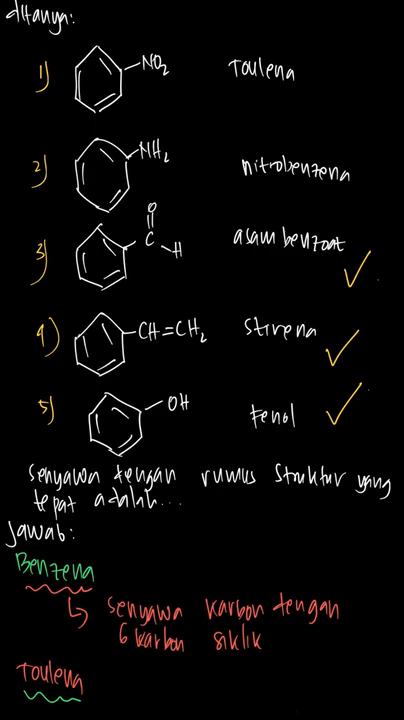 ditanya:
1) NO2 Toulena
2) NH2 nitrobenzena
O
3) C H asam benzoat
4) CH=CH2 Stirena
5) OH Fenol
Senyawa dengan rumus struktur yang
tepat adalah...
Jawab:
Benzena
Senyawa karbon dengan
6 karbon siklik
Toulena